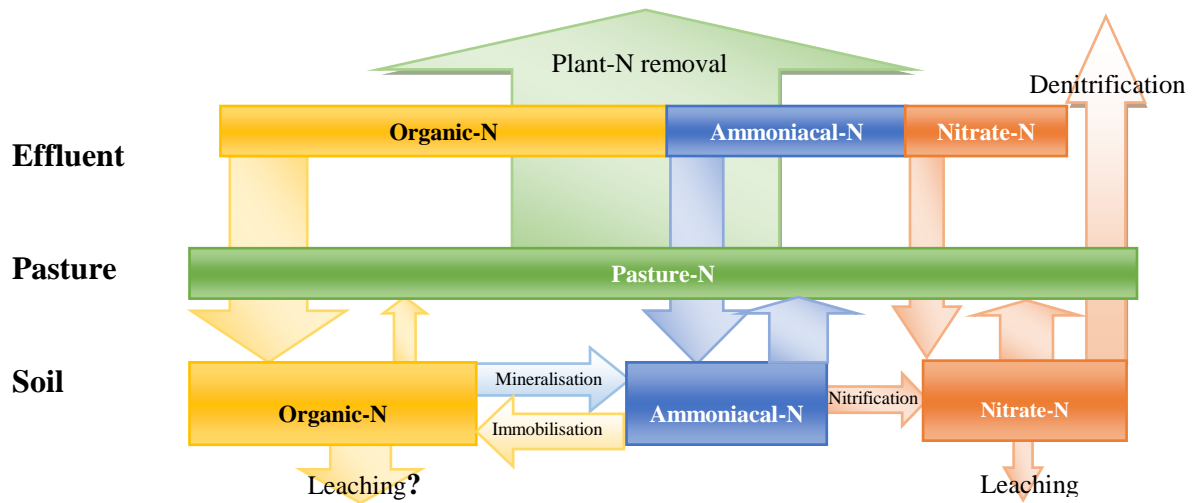 Plant-N removal
Denitrification
Effluent
Organic-N
Ammoniacal-N
Nitrate-N
Pasture
Pasture-N
Soil
Organic-N
Mineralisation
Immobilisation
Ammoniacal-N
Nitrification
Nitrate-N
Leaching?
Leaching